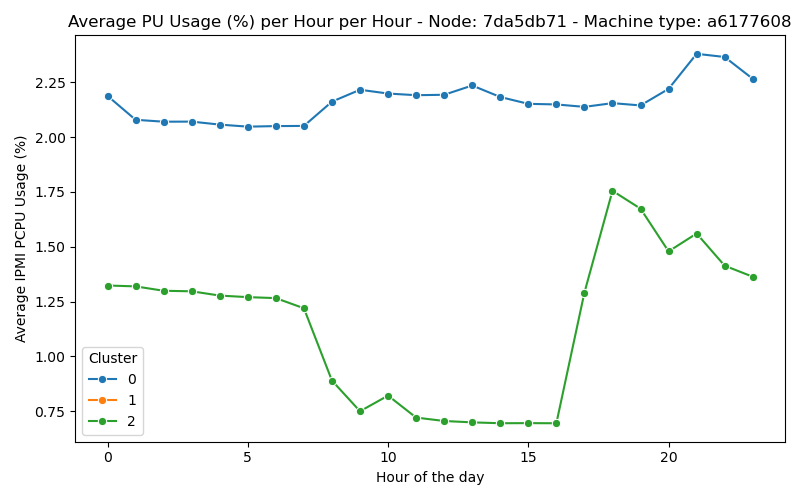 Average PU Usage (%) per Hour per Hour - Node: 7da5db71 - Machine type: a6177608
Average IPMI PCPU Usage (%)
2.25
2.00
1.75
1.50
1.25
1.00
0.75
Cluster
0
1
2
0 5 10 15 20
Hour of the day